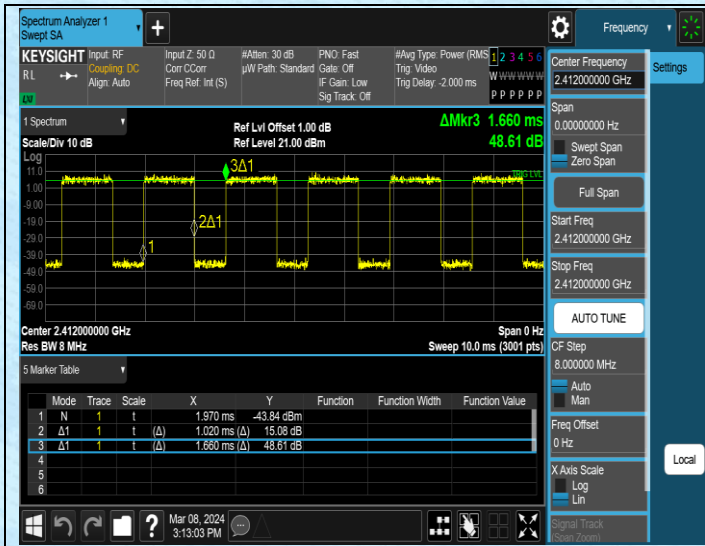 Spectrum Analyzer 1
Swept SA
Frequency
KEYSIGHT
RL
LXI
Input: RF
Coupling: DC
Align: Auto
Input Z: 50 Ω
Corr CCorr
Freq Ref: Int (S)
#Atten: 30 dB
µW Path: Standard
PNO: Fast
Gate: Off
IF Gain: Low
Sig Track: Off
#Avg Type: Power (RMS
Trig: Video
Trig Delay: -2.000 ms
1 2 3 4 5 6
W W W W W W
P P P P P P
1 Spectrum
Scale/Div 10 dB
Ref Lvl Offset 1.00 dB
Ref Level 21.00 dBm
ΔMkr3 1.660 ms
48.61 dB
Log
11.0
1.00
-9.00
-19.0
-29.0
-39.0
-49.0
-59.0
-69.0
3Δ1
TRIG LVL
2Δ1
1
Center 2.412000000 GHz
Res BW 8 MHz
Span 0 Hz
Sweep 10.0 ms (3001 pts)
5 Marker Table
Mode Trace Scale X Y Function Function Width Function Value
1 N 1 t 1.970 ms -43.84 dBm
2 Δ1 1 t (Δ) 1.020 ms (Δ) 15.08 dB
3 Δ1 1 t (Δ) 1.660 ms (Δ) 48.61 dB
4
5
6
Mar 08, 2024
3:13:03 PM
Center Frequency
2.412000000 GHz
Span
0.00000000 Hz
Swept Span
Zero Span
Full Span
Start Freq
2.412000000 GHz
Stop Freq
2.412000000 GHz
AUTO TUNE
CF Step
8.000000 MHz
Auto
Man
Freq Offset
0 Hz
X Axis Scale
Log
Lin
Signal Track
(Span Zoom)
Settings
Local